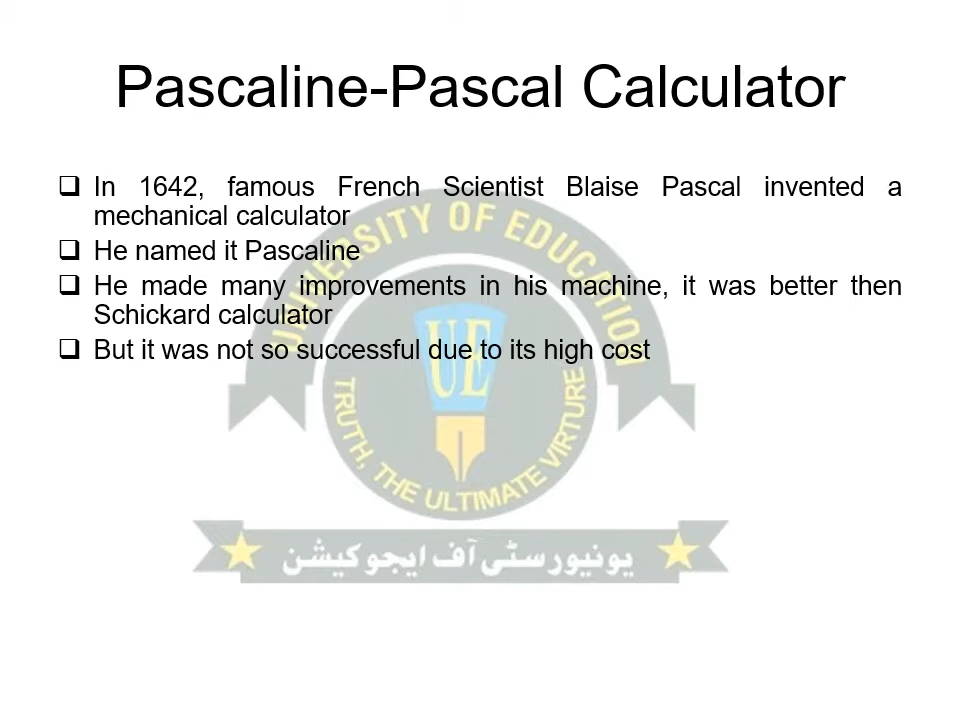 Pascaline-Pascal Calculator
❑ In 1642, famous French Scientist Blaise Pascal invented a
mechanical calculator
❑ He named it Pascaline
❑ He made many improvements in his machine, it was better then
Schickard calculator
❑ But it was not so successful due to its high cost
UNIVERSITY OF EDUCATION
UE
TRUTH, THE ULTIMATE VIRTURE
یونیورسٹی آف ایجوکیشن